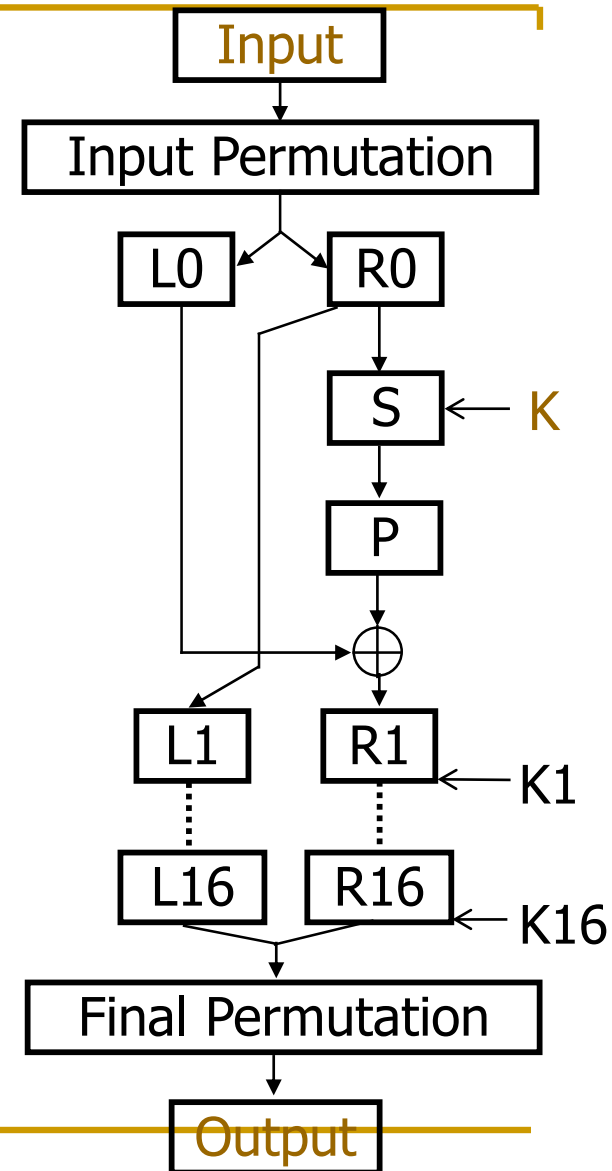 Input
Input Permutation
L0 R0
S K
P
L1 R1
K1
L16 R16
K16
Final Permutation
Output